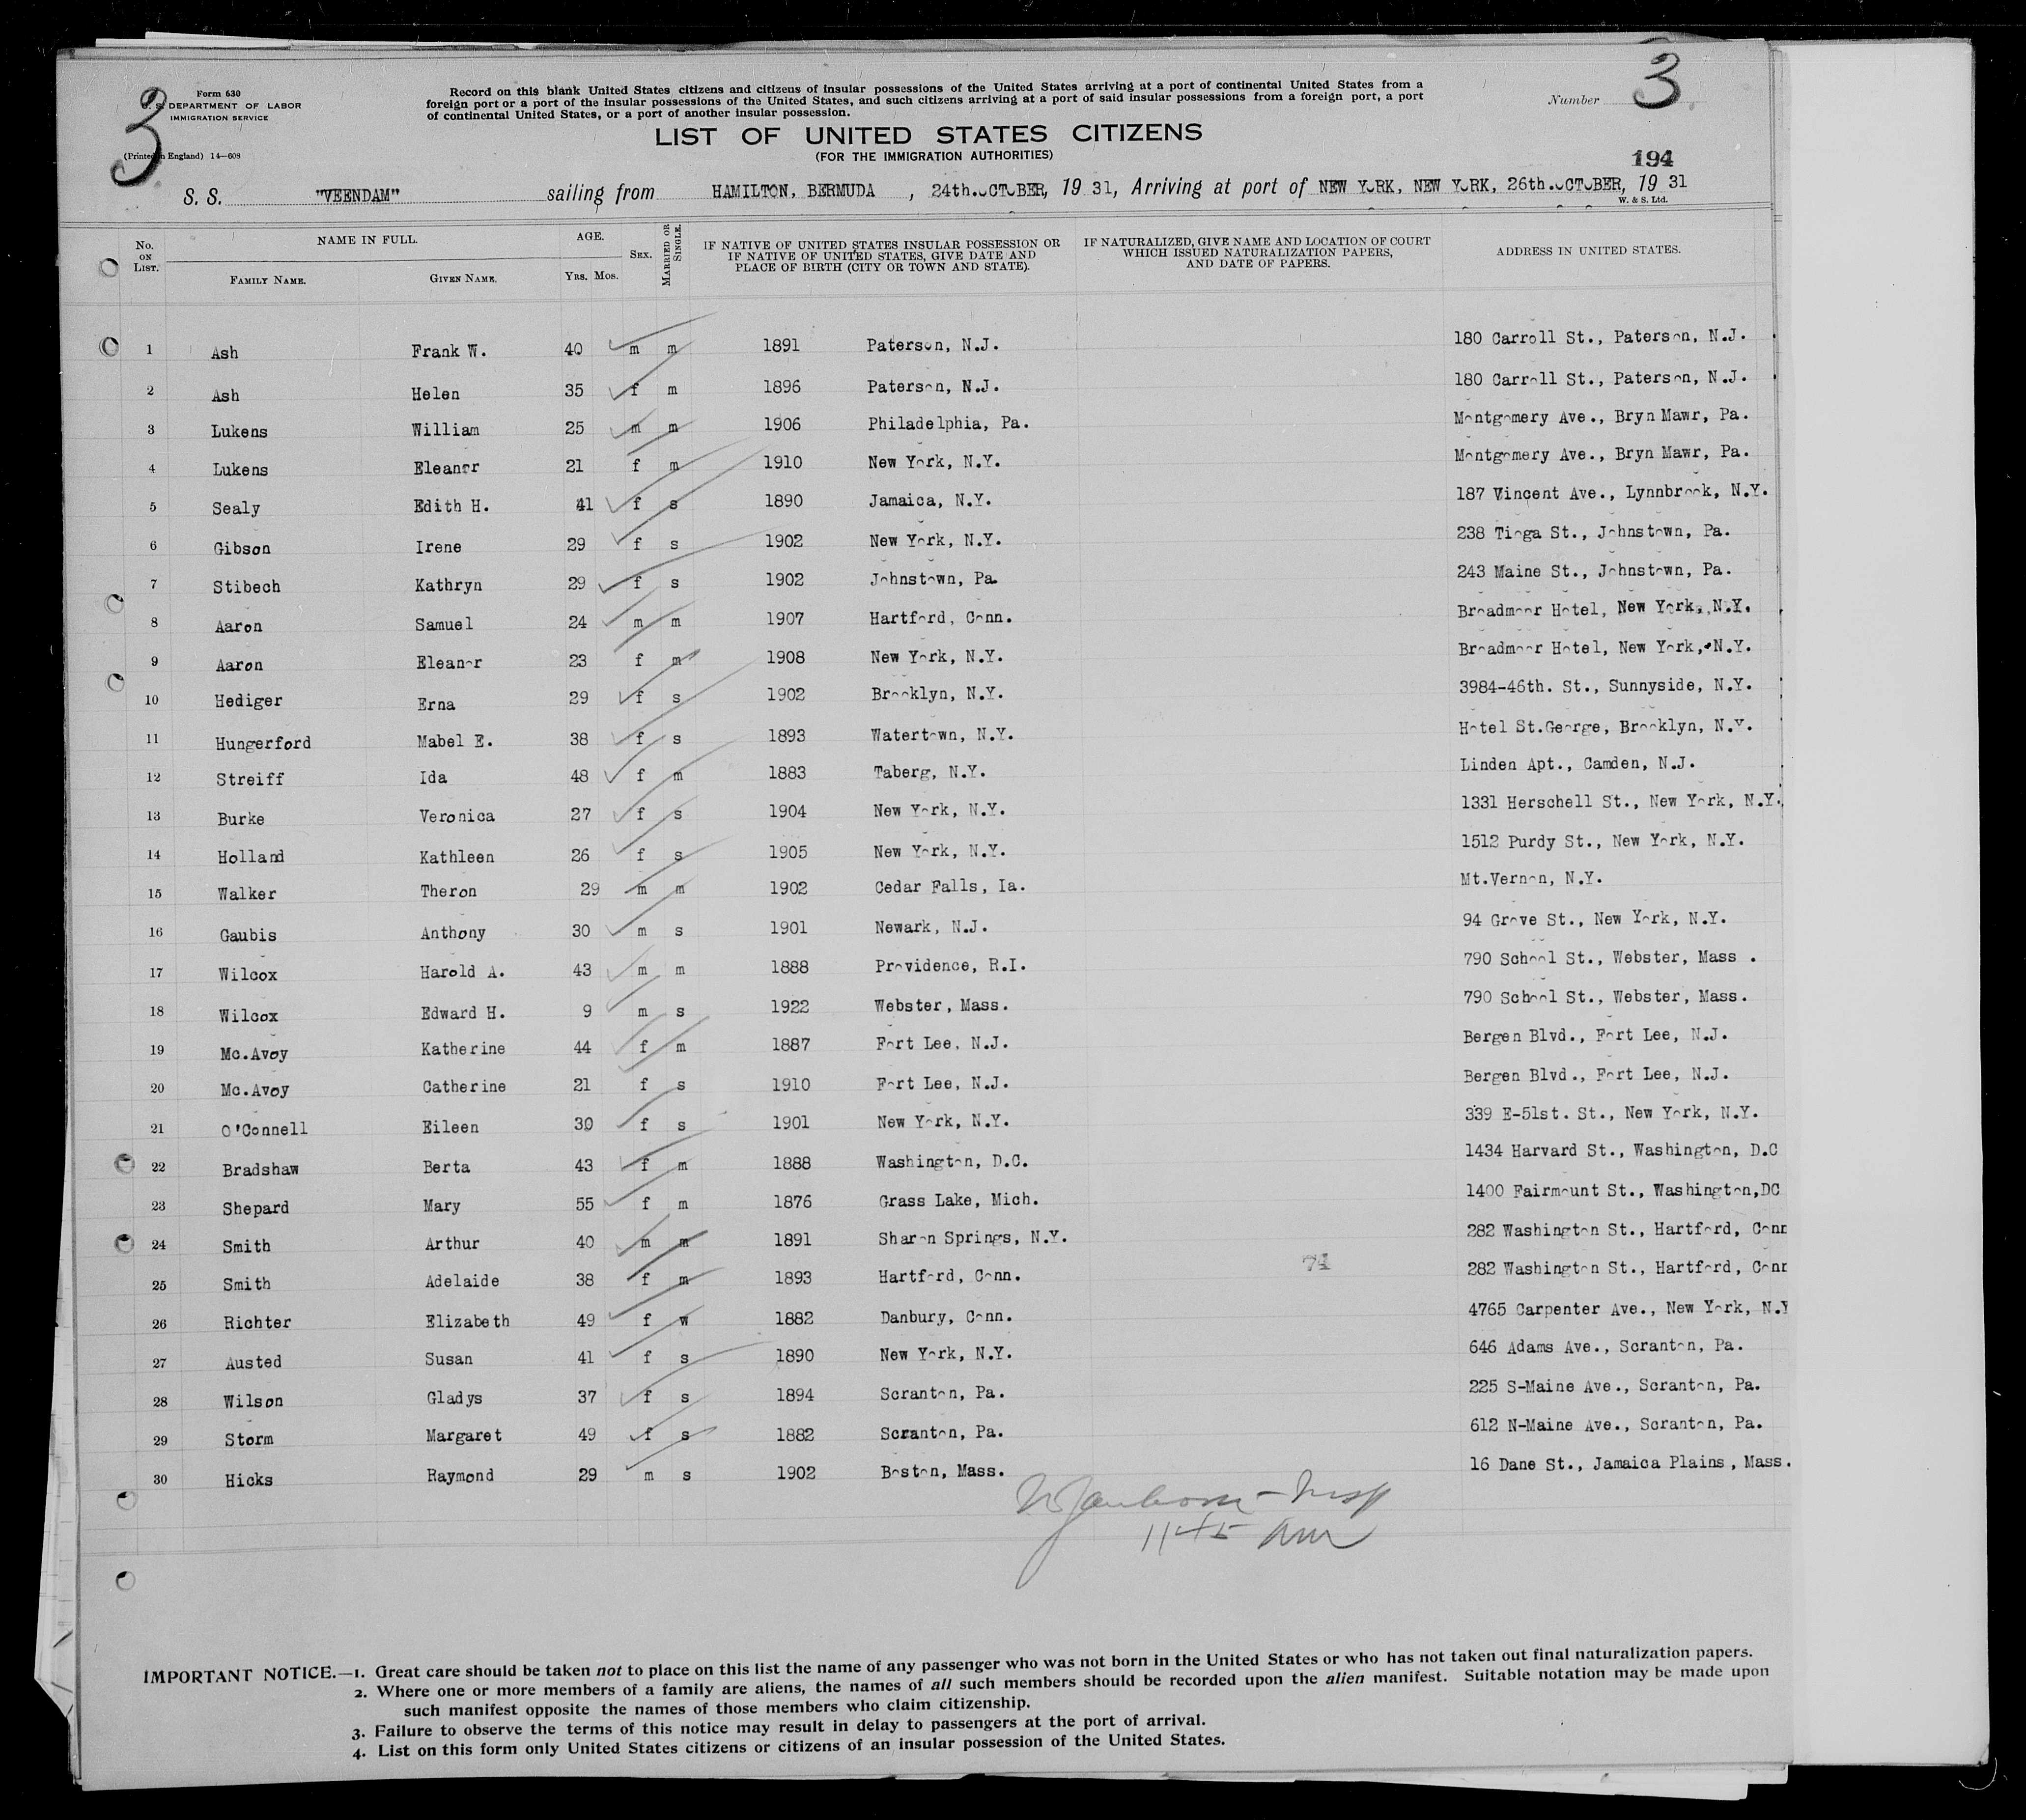 3
Form 630
U. S. DEPARTMENT OF LABOR
IMMIGRATION SERVICE
(Printed in England) 14—608
Record on this blank United States citizens and citizens of insular possessions of the United States arriving at a port of continental United States from a
foreign port or a port of the insular possessions of the United States, and such citizens arriving at a port of said insular possessions from a foreign port, a port
of continental United States, or a port of another insular possession.
Number 3
LIST OF UNITED STATES CITIZENS
(FOR THE IMMIGRATION AUTHORITIES)
194
S. S. "VEENDAM" sailing from HAMILTON, BERMUDA, 24th. OCTOBER, 19 31, Arriving at port of NEW YORK, NEW YORK, 26th. OCTOBER, 19 31
W. & S. Ltd.
No. ON LIST. NAME IN FULL. FAMILY NAME. GIVEN NAME. AGE. YRS. MOS. SEX. MARRIED OR SINGLE. IF NATIVE OF UNITED STATES INSULAR POSSESSION OR IF NATIVE OF UNITED STATES, GIVE DATE AND PLACE OF BIRTH (CITY OR TOWN AND STATE). IF NATURALIZED, GIVE NAME AND LOCATION OF COURT WHICH ISSUED NATURALIZATION PAPERS, AND DATE OF PAPERS. ADDRESS IN UNITED STATES.
1 Ash Frank W. 40 m m 1891 Paterson, N.J. 180 Carroll St., Paterson, N.J.
2 Ash Helen 35 f m 1896 Paterson, N.J. 180 Carroll St., Paterson, N.J.
3 Lukens William 25 m m 1906 Philadelphia, Pa. Montgomery Ave., Bryn Mawr, Pa.
4 Lukens Eleanor 21 f m 1910 New York, N.Y. Montgomery Ave., Bryn Mawr, Pa.
5 Sealy Edith H. 41 f s 1890 Jamaica, N.Y. 187 Vincent Ave., Lynnbrook, N.Y.
6 Gibson Irene 29 f s 1902 New York, N.Y. 238 Tioga St., Johnstown, Pa.
7 Stibech Kathryn 29 f s 1902 Johnstown, Pa. 243 Maine St., Johnstown, Pa.
8 Aaron Samuel 24 m m 1907 Hartford, Conn. Broadmoor Hotel, New York, N.Y.
9 Aaron Eleanor 23 f m 1908 New York, N.Y. Broadmoor Hotel, New York, N.Y.
10 Hediger Erna 29 f s 1902 Brooklyn, N.Y. 3984-46th. St., Sunnyside, N.Y.
11 Hungerford Mabel E. 38 f s 1893 Watertown, N.Y. Hotel St.George, Brooklyn, N.Y.
12 Streiff Ida 48 f m 1883 Taberg, N.Y. Linden Apt., Camden, N.J.
13 Burke Veronica 27 f s 1904 New York, N.Y. 1331 Herschell St., New York, N.Y.
14 Holland Kathleen 26 f s 1905 New York, N.Y. 1512 Purdy St., New York, N.Y.
15 Walker Theron 29 m m 1902 Cedar Falls, Ia. Mt.Vernon, N.Y.
16 Gaubis Anthony 30 m s 1901 Newark, N.J. 94 Grove St., New York, N.Y.
17 Wilcox Harold A. 43 m m 1888 Providence, R.I. 790 School St., Webster, Mass .
18 Wilcox Edward H. 9 m s 1922 Webster, Mass. 790 School St., Webster, Mass.
19 Mc.Avoy Katherine 44 f m 1887 Fort Lee, N.J. Bergen Blvd., Fort Lee, N.J.
20 Mc.Avoy Catherine 21 f s 1910 Fort Lee, N.J. Bergen Blvd., Fort Lee, N.J.
21 O'Connell Eileen 30 f s 1901 New York, N.Y. 339 E-51st. St., New York, N.Y.
22 Bradshaw Berta 43 f m 1888 Washington, D.C. 1434 Harvard St., Washington, D.C
23 Shepard Mary 55 f m 1876 Grass Lake, Mich. 1400 Fairmount St., Washington,DC
24 Smith Arthur 40 m m 1891 Sharon Springs, N.Y. 282 Washington St., Hartford, Conn
25 Smith Adelaide 38 f m 1893 Hartford, Conn. 282 Washington St., Hartford, Conn
26 Richter Elizabeth 49 f w 1882 Danbury, Conn. 4765 Carpenter Ave., New York, N.Y
27 Austed Susan 41 f s 1890 New York, N.Y. 646 Adams Ave., Scranton, Pa.
28 Wilson Gladys 37 f s 1894 Scranton, Pa. 225 S-Maine Ave., Scranton, Pa.
29 Storm Margaret 49 f s 1882 Scranton, Pa. 612 N-Maine Ave., Scranton, Pa.
30 Hicks Raymond 29 m s 1902 Boston, Mass. 16 Dane St., Jamaica Plains, Mass.
1145 am
IMPORTANT NOTICE.—1. Great care should be taken not to place on this list the name of any passenger who was not born in the United States or who has not taken out final naturalization papers.
2. Where one or more members of a family are aliens, the names of all such members should be recorded upon the alien manifest. Suitable notation may be made upon
such manifest opposite the names of those members who claim citizenship.
3. Failure to observe the terms of this notice may result in delay to passengers at the port of arrival.
4. List on this form only United States citizens or citizens of an insular possession of the United States.